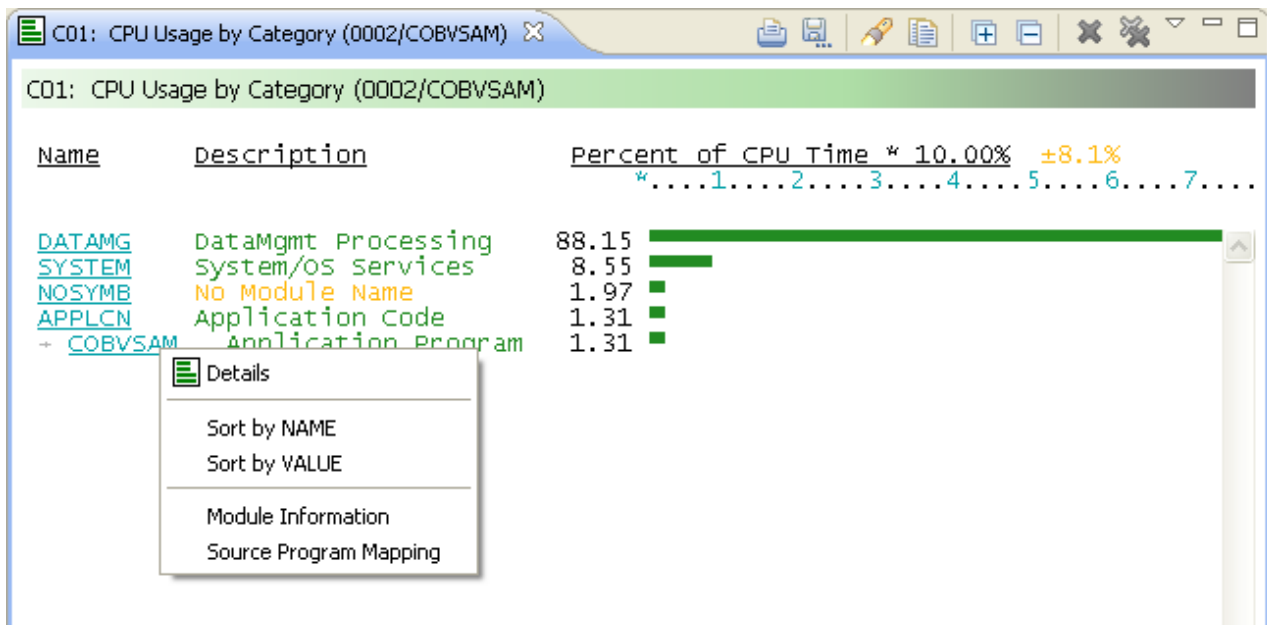 C01: CPU Usage by Category (0002/COBVSAM)
C01: CPU Usage by Category (0002/COBVSAM)
Name Description Percent of CPU Time * 10.00% ±8.1%
*....1....2....3....4....5....6....7....
DATAMG DataMgmt Processing 88.15
SYSTEM System/OS Services 8.55
NOSYMB No Module Name 1.97
APPLCN Application Code 1.31
→ COBVSAM Application Program 1.31
Details
Sort by NAME
Sort by VALUE
Module Information
Source Program Mapping